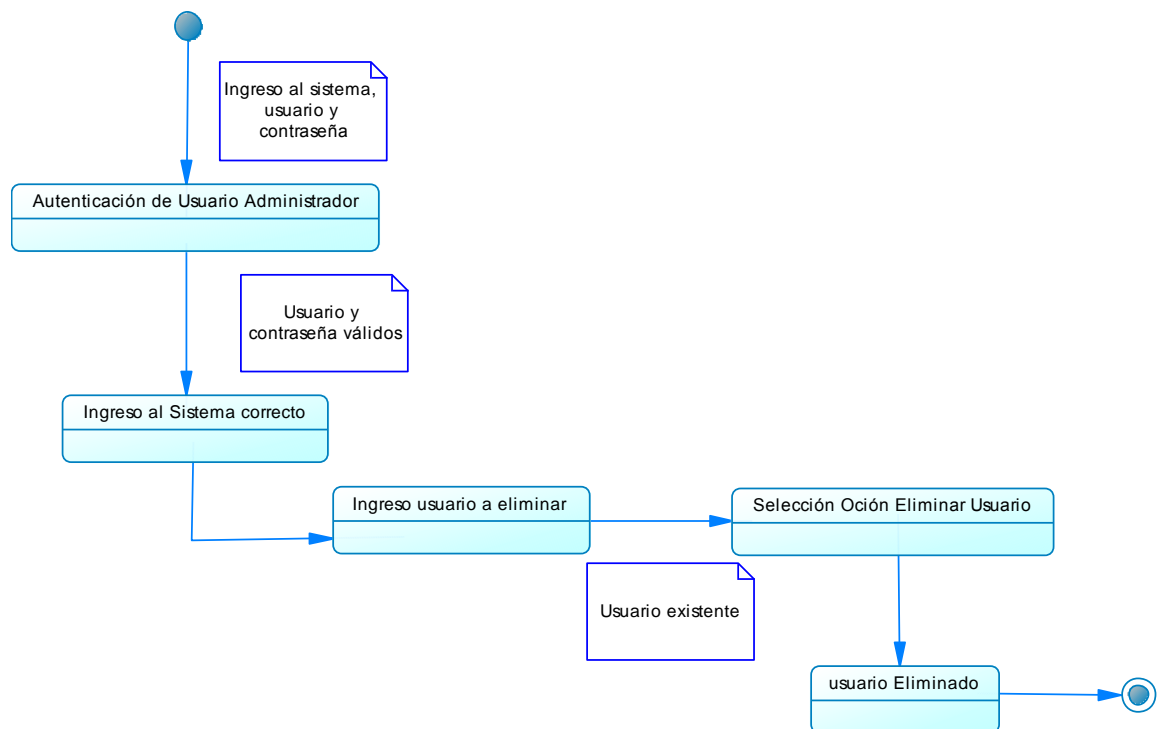 Ingreso al sistema,
usuario y
contraseña
Autenticación de Usuario Administrador
Usuario y
contraseña válidos
Ingreso al Sistema correcto
Ingreso usuario a eliminar
Selección Oción Eliminar Usuario
Usuario existente
usuario Eliminado